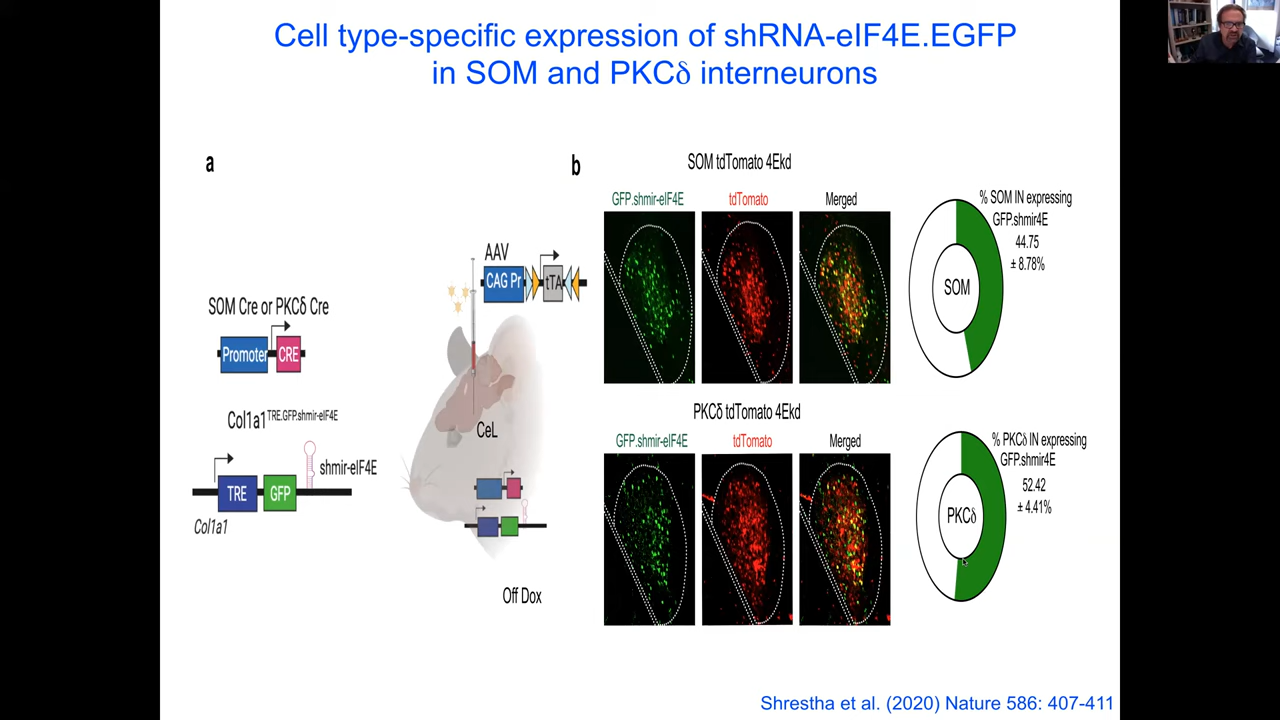 Cell type-specific expression of shRNA-eIF4E.EGFP
in SOM and PKCδ interneurons
a
SOM Cre or PKCδ Cre
Promoter
CRE
Col1a1TRE.GFP.shmir-eIF4E
shmir-eIF4E
TRE
GFP
Col1a1
AAV
CAG Pr
tTA
CeL
Off Dox
b
SOM tdTomato 4Ekd
GFP.shmir-eIF4E
tdTomato
Merged
% SOM IN expressing
GFP.shmir4E
44.75
± 8.78%
SOM
PKCδ tdTomato 4Ekd
GFP.shmir-eIF4E
tdTomato
Merged
% PKCδ IN expressing
GFP.shmir4E
52.42
± 4.41%
PKCδ
Shrestha et al. (2020) Nature 586: 407-411